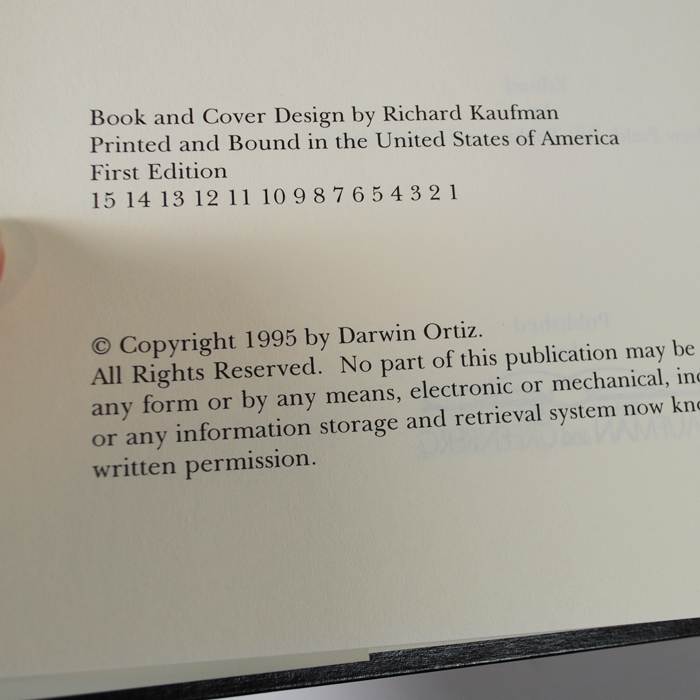 Book and Cover Design by Richard Kaufman
Printed and Bound in the United States of America
First Edition
15 14 13 12 11 10 9 8 7 6 5 4 3 2 1
© Copyright 1995 by Darwin Ortiz.
All Rights Reserved. No part of this publication may be
any form or by any means, electronic or mechanical,
or any information storage and retrieval system now
written permission.